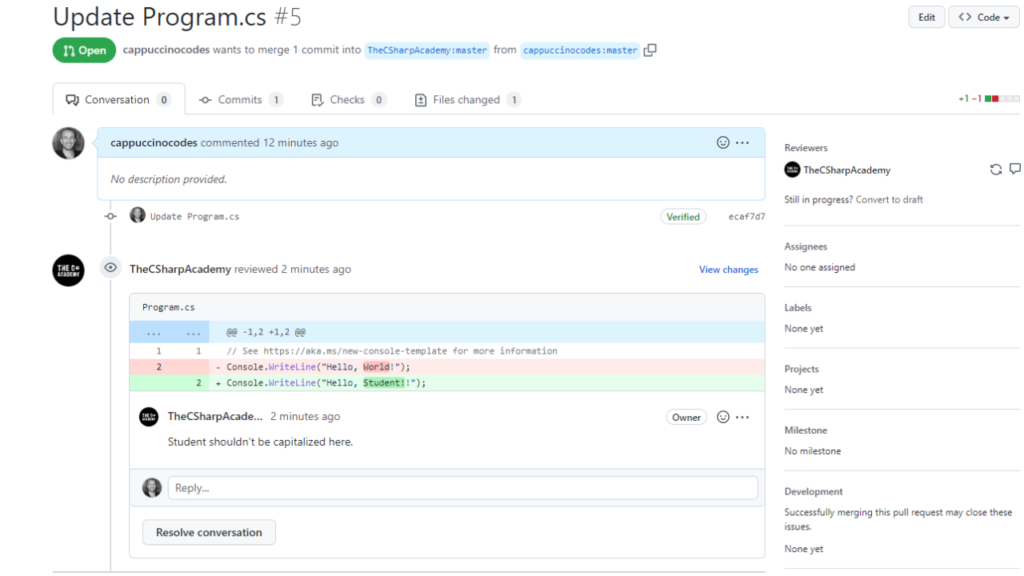 Update Program.cs #5
Edit
<> Code
Open
cappuccinocodes wants to merge 1 commit into TheCSharpAcademy:master from cappuccinocodes:master
Conversation 0
Commits 1
Checks 0
Files changed 1
+1 −1
cappuccinocodes commented 12 minutes ago
No description provided.
Update Program.cs
Verified
ecaf7d7
THE C#
ACADEMY
TheCSharpAcademy reviewed 2 minutes ago
View changes
Program.cs
... ... @@ -1,2 +1,2 @@
1 1 // See https://aka.ms/new-console-template for more information
2 - Console.WriteLine("Hello, World!");
2 + Console.WriteLine("Hello, Student!!");
TheCSharpAcade... 2 minutes ago
Owner
Student shouldn't be capitalized here.
Reply...
Resolve conversation
Reviewers
TheCSharpAcademy
Still in progress? Convert to draft
Assignees
No one assigned
Labels
None yet
Projects
None yet
Milestone
No milestone
Development
Successfully merging this pull request may close these
issues.
None yet